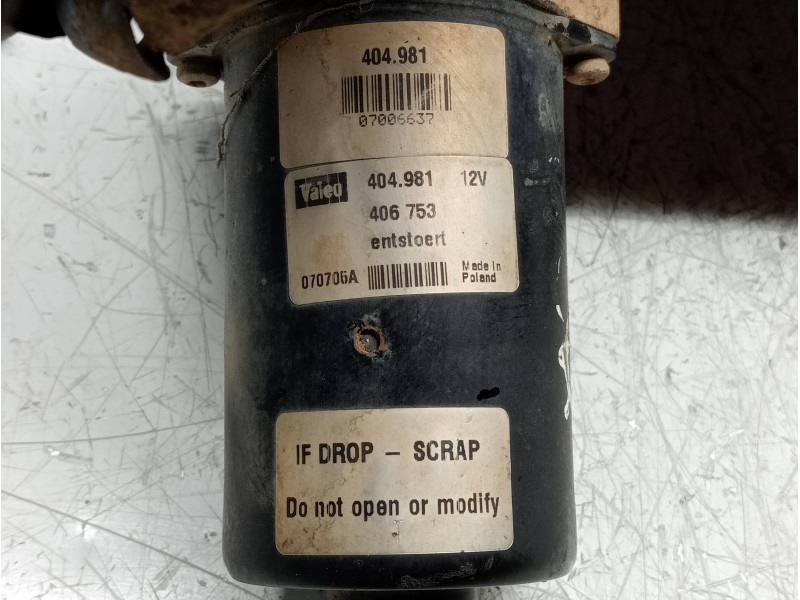 404.981
07006637
Valeo 404.981 12V
406 753
entstoert
070706A Made in
Poland
IF DROP - SCRAP
Do not open or modify